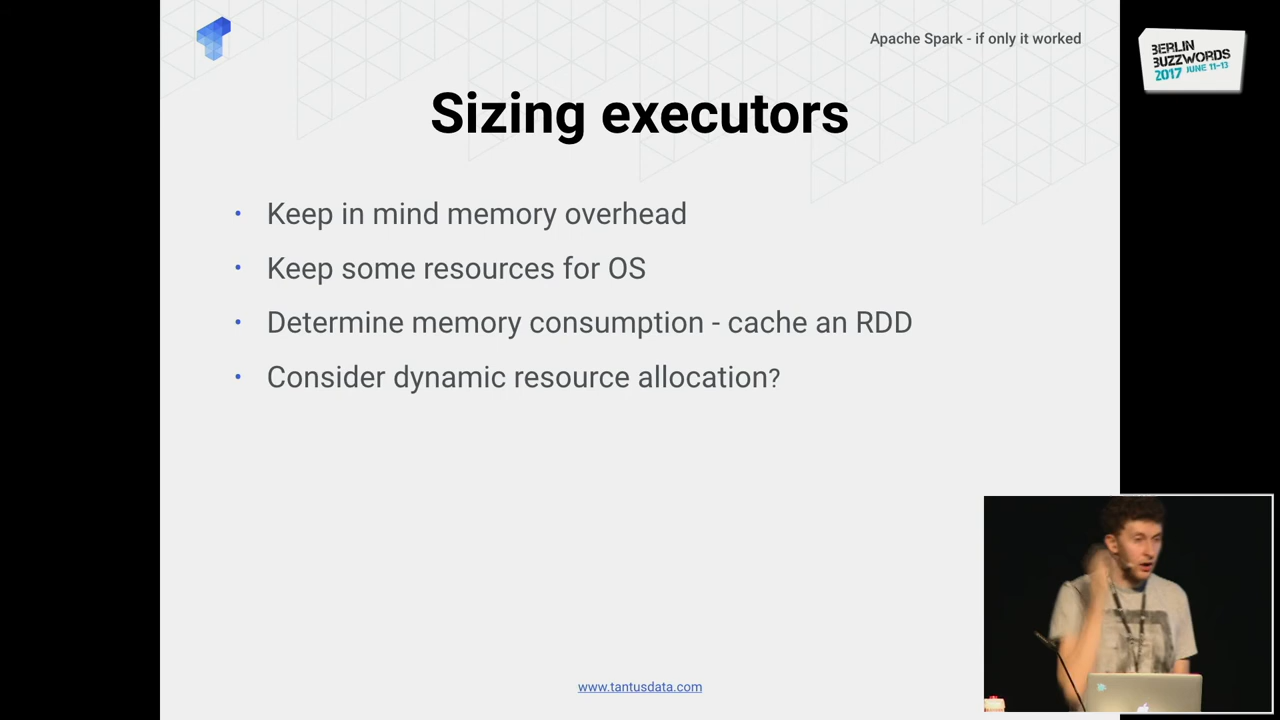 Apache Spark - if only it worked
BERLIN
BUZZWORDS
2017 JUNE 11-13
Sizing executors
• Keep in mind memory overhead
• Keep some resources for OS
• Determine memory consumption - cache an RDD
• Consider dynamic resource allocation?
www.tantusdata.com